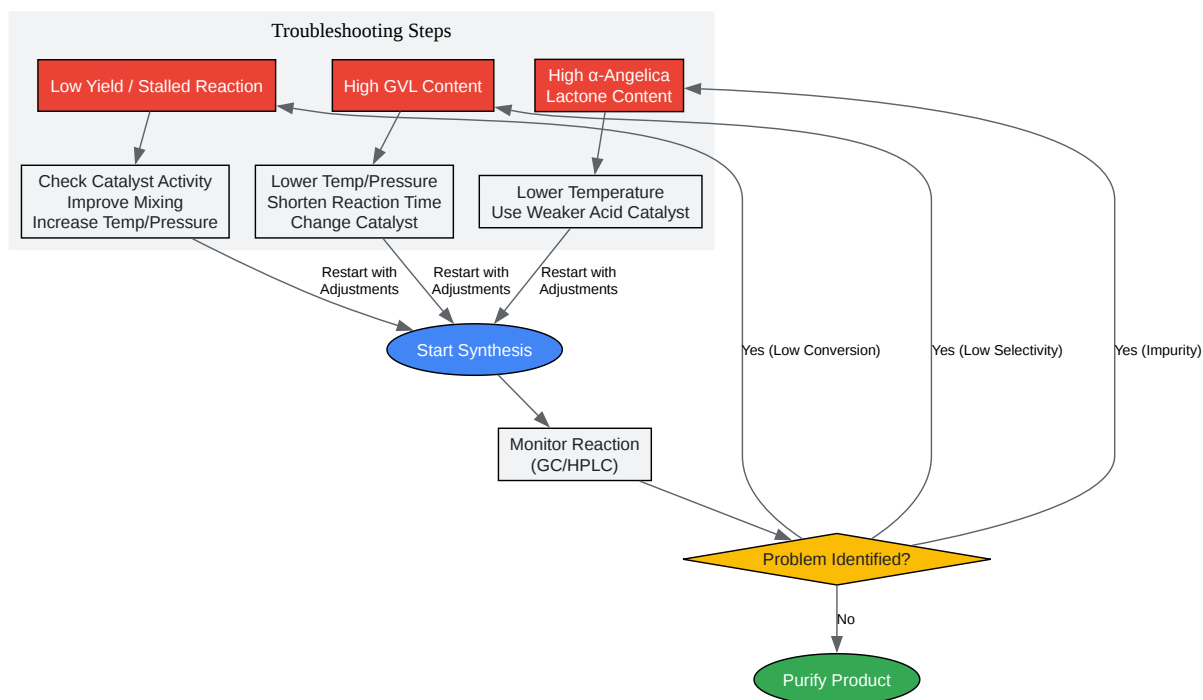 Troubleshooting Steps
Low Yield / Stalled Reaction
High GVL Content
High α-Angelica
Lactone Content
Check Catalyst Activity
Improve Mixing
Increase Temp/Pressure
Lower Temp/Pressure
Shorten Reaction Time
Change Catalyst
Lower Temperature
Use Weaker Acid Catalyst
Restart with
Adjustments
Restart with
Adjustments
Restart with
Adjustments
Start Synthesis
Yes (Low Conversion)
Yes (Low Selectivity)
Yes (Impurity)
Monitor Reaction
(GC/HPLC)
Problem Identified?
No
Purify Product